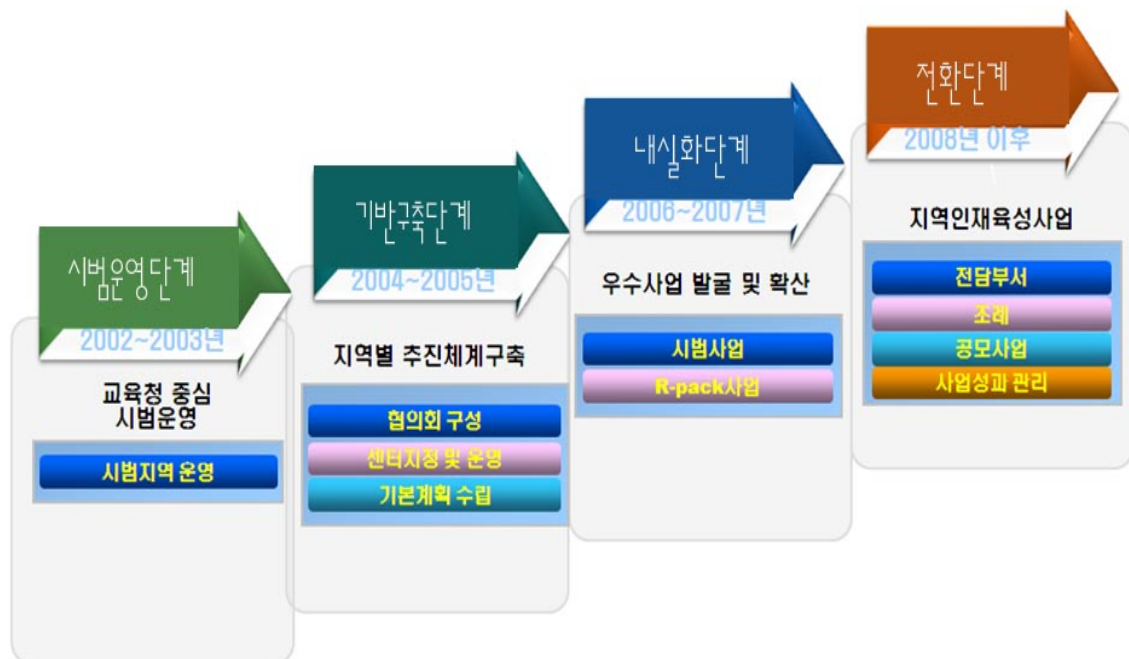 시범운영단계
2002~2003년
교육청 중심
시범운영
시범지역 운영
기반구축단계
2004~2005년
지역별 추진체계구축
협의회 구성
센터지정 및 운영
기본계획 수립
내실화단계
2006~2007년
우수사업 발굴 및 확산
시범사업
R-pack사업
전환단계
2008년 이후
지역인재육성사업
전담부서
조례
공모사업
사업성과 관리